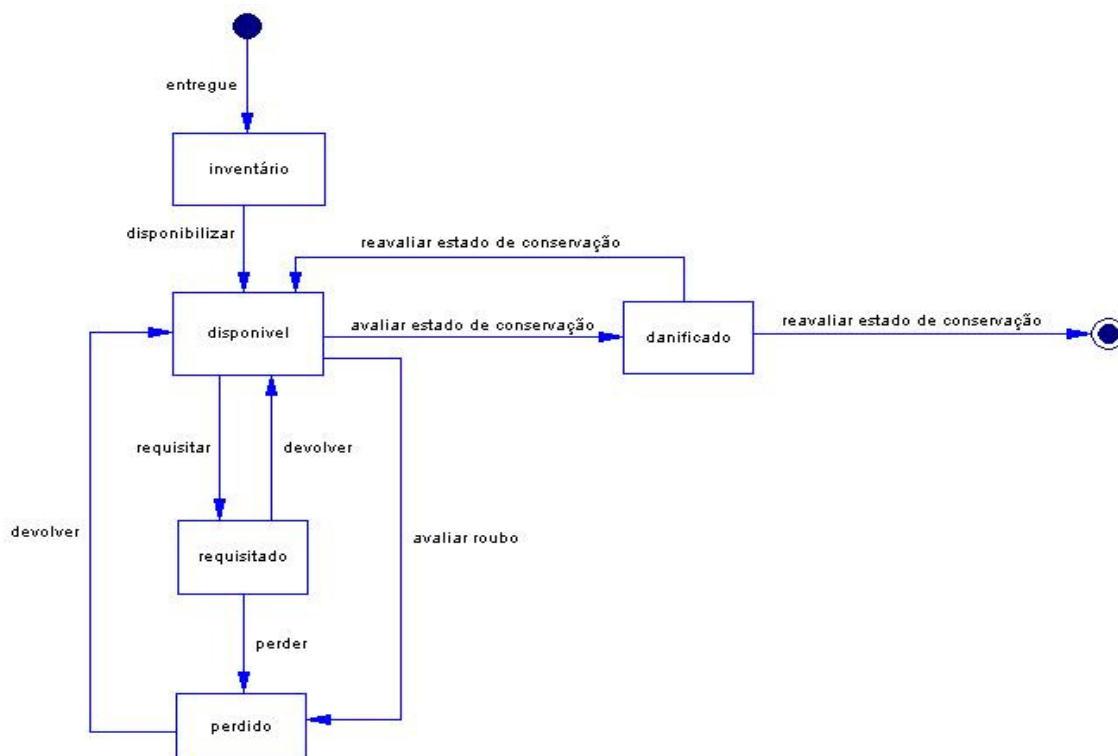 entregue
inventário
disponibilizar
reavaliar estado de conservação
disponivel
avaliar estado de conservação
danificado
reavaliar estado de conservação
requisitar
devolver
devolver
requisitado
avaliar roubo
perder
perdido